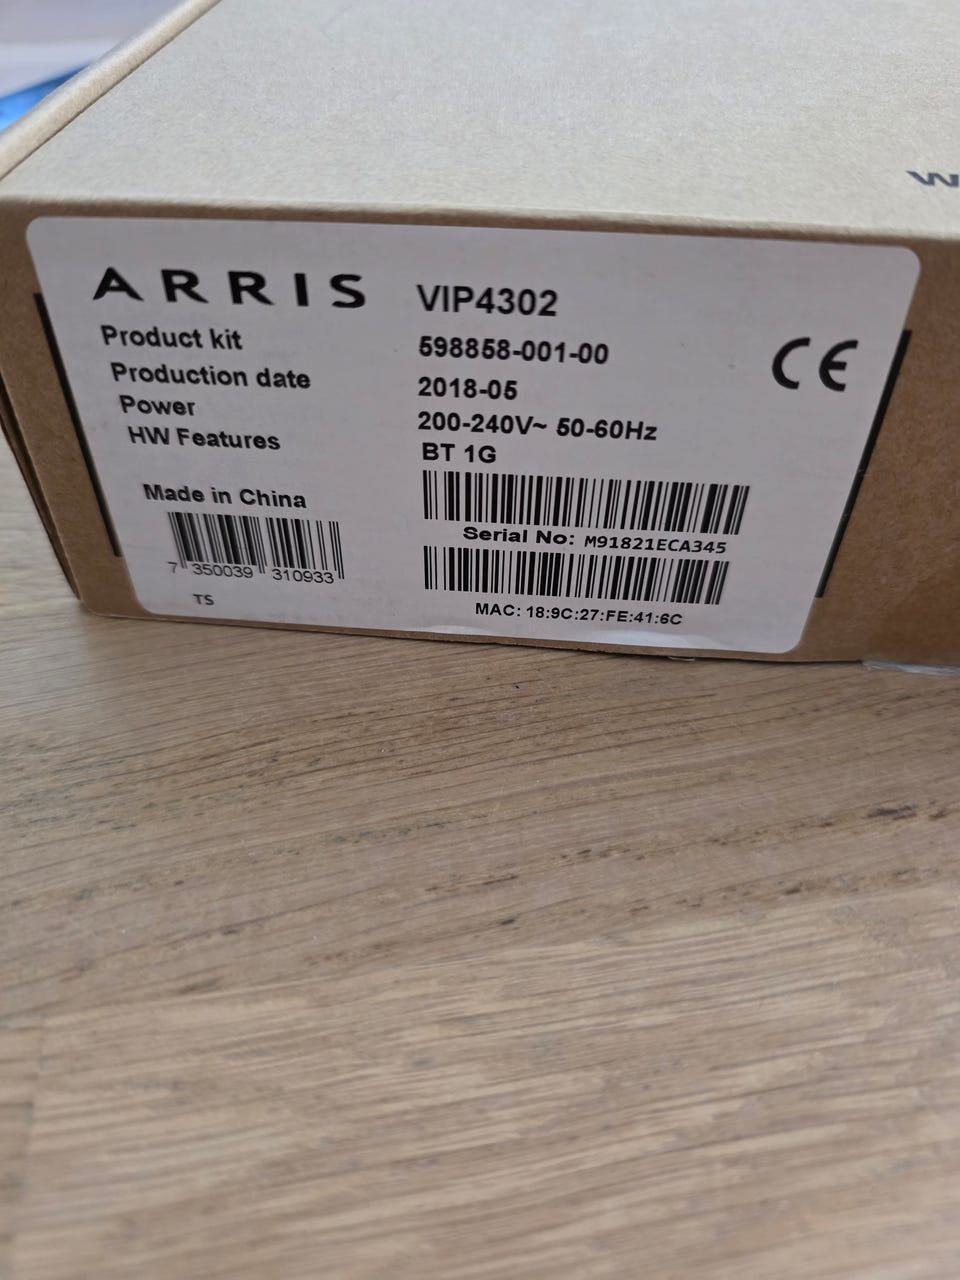 ARRIS VIP4302
Product kit 598858-001-00
Production date 2018-05
Power 200-240V~ 50-60Hz
HW Features BT 1G
CE
Made in China
Serial No: M91821ECA345
7 350039 310933
MAC: 18:9C:27:FE:41:6C
TS